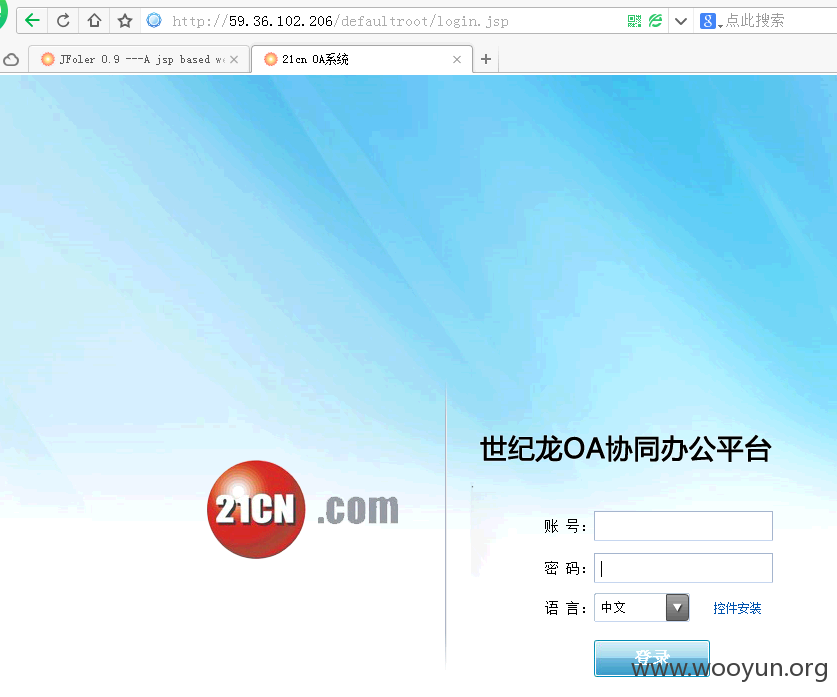 http://59.36.102.206/defaultroot/login.jsp
点此搜索
JFoler 0.9 ---A jsp based w
21cn OA系统
世纪龙OA协同办公平台
21CN .com
账 号：
密 码：
语 言： 中文 控件安装
登录
www.wooyun.org